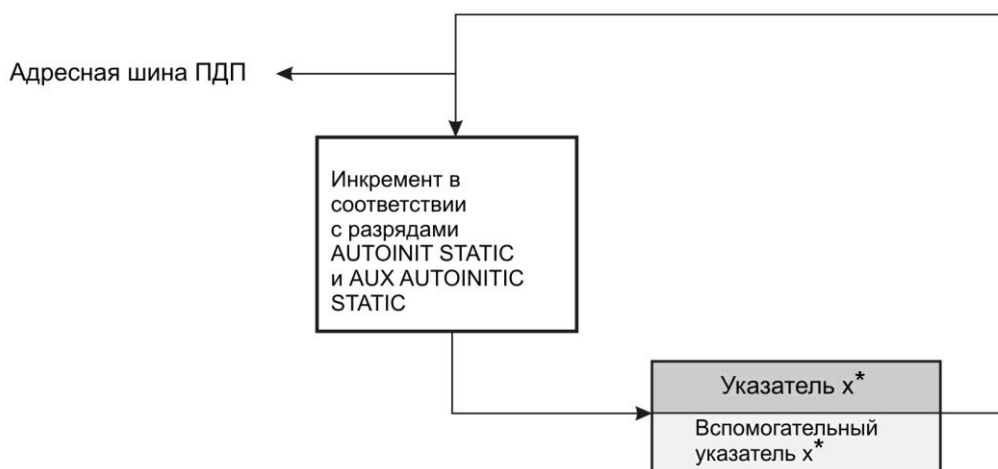 Адресная шина ПДП
Инкремент в
соответствии
с разрядами
AUTOINIT STATIC
и AUX AUTOINITIC
STATIC
Указатель x*
Вспомогательный
указатель x*